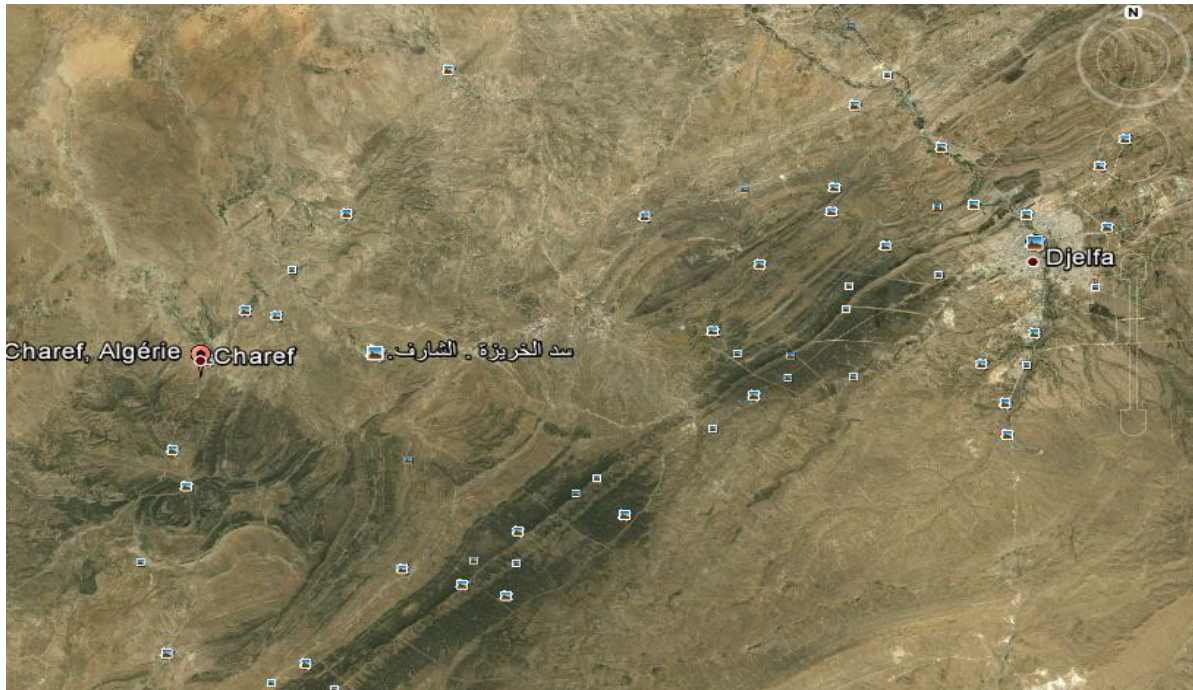 N
Djelfa
Charef, Algérie
Charef
سد الخريزة . الشارف.